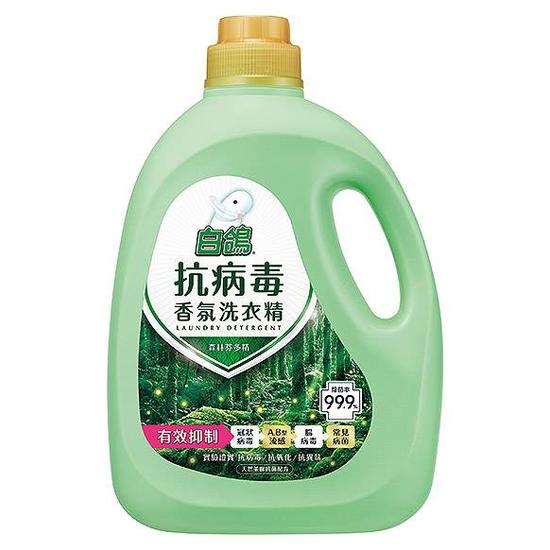 白鴿
抗病毒
香氛洗衣精
LAUNDRY DETERGENT
森林芬多精
除菌率
99.9%
有效抑制
冠狀
病毒
A.B型
流感
腸
病毒
常見
病菌
實驗證實 抗病毒/抗氧化/抗異味
天然茶樹抗菌配方